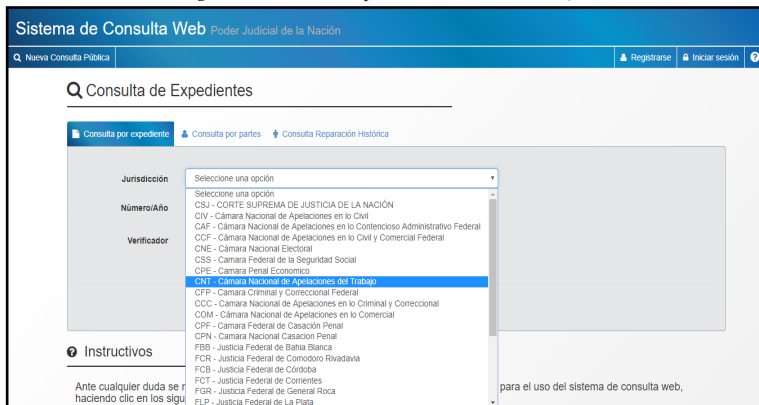 Sistema de Consulta Web Poder Judicial de la Nación
Nueva Consulta Pública
Registrarse
Iniciar sesión
Consulta de Expedientes
Consulta por expediente
Consulta por partes
Consulta Reparación Histórica
Jurisdicción
Seleccione una opción
Número/Año
Verificador
Seleccione una opción
CSJ - CORTE SUPREMA DE JUSTICIA DE LA NACIÓN
CIV - Cámara Nacional de Apelaciones en lo Civil
CAF - Cámara Nacional de Apelaciones en lo Contencioso Administrativo Federal
CCF - Cámara Nacional de Apelaciones en lo Civil y Comercial Federal
CNE - Cámara Nacional Electoral
CSS - Camara Federal de la Seguridad Social
CPE - Camara Penal Economico
CNT - Cámara Nacional de Apelaciones del Trabajo
CFP - Camara Criminal y Correccional Federal
CCC - Camara Nacional de Apelaciones en lo Criminal y Correccional
COM - Cámara Nacional de Apelaciones en lo Comercial
CPF - Camara Federal de Casación Penal
CPN - Camara Nacional Casacion Penal
FBB - Justicia Federal de Bahia Blanca
FCR - Justicia Federal de Comodoro Rivadavia
FCB - Justicia Federal de Córdoba
FCT - Justicia Federal de Corrientes
FGR - Justicia Federal de General Roca
FLP - Justicia Federal de La Plata
Instructivos
Ante cualquier duda se para el uso del sistema de consulta web,
haciendo clic en los